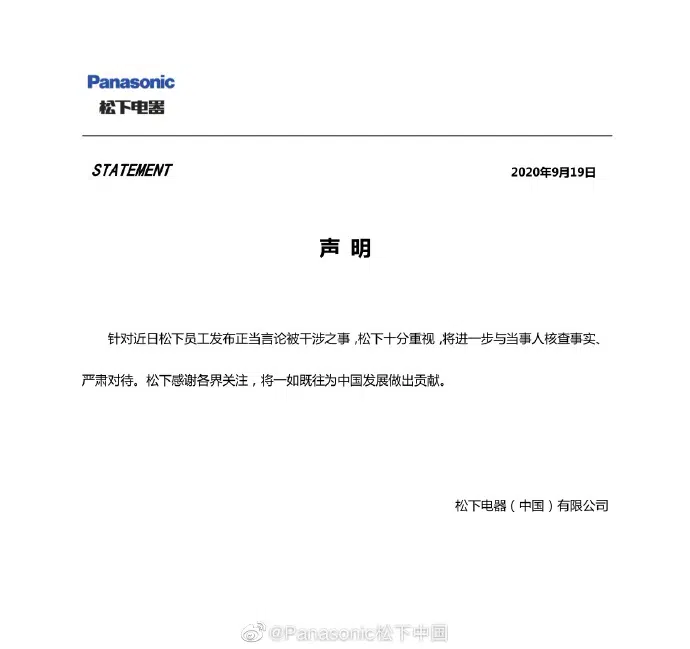 Panasonic
松下电器
STATEMENT
2020年9月19日
声 明
针对近日松下员工发布正当言论被干涉之事,松下十分重视,将进一步与当事人核查事实、
严肃对待。松下感谢各界关注,将一如既往为中国发展做出贡献。
松下电器(中国)有限公司
@Panasonic松下中国